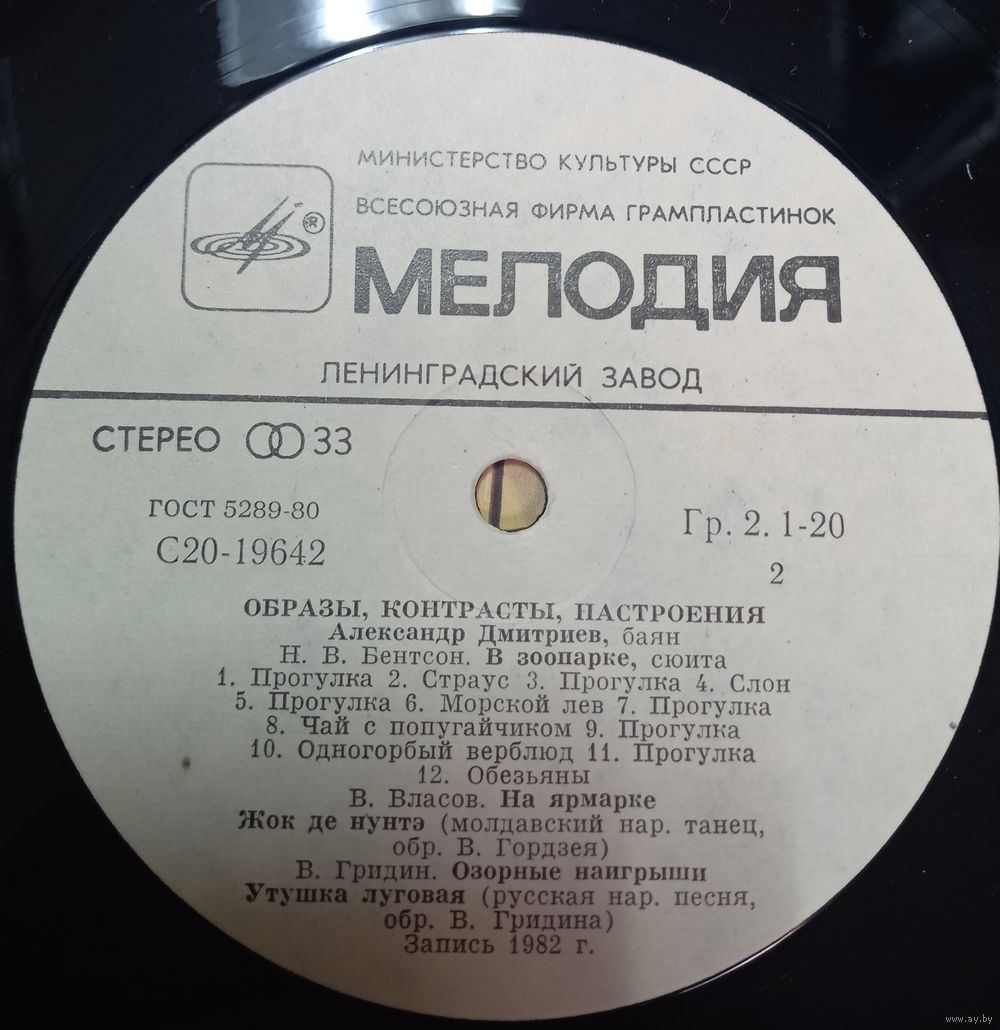 МИНИСТЕРСТВО КУЛЬТУРЫ СССР
ВСЕСОЮЗНАЯ ФИРМА ГРАМПЛАСТИНОК
®
МЕЛОДИЯ
ЛЕНИНГРАДСКИЙ ЗАВОД
СТЕРЕО 33
ГОСТ 5289-80
С20-19642
Гр. 2. 1-20
2
ОБРАЗЫ, КОНТРАСТЫ, НАСТРОЕНИЯ
Александр Дмитриев, баян
Н. В. Бентсон. В зоопарке, сюита
1. Прогулка 2. Страус 3. Прогулка 4. Слон
5. Прогулка 6. Морской лев 7. Прогулка
8. Чай с попугайчиком 9. Прогулка
10. Одногорбый верблюд 11. Прогулка
12. Обезьяны
В. Власов. На ярмарке
Жок де нунтэ (молдавский нар. танец,
обр. В. Гордзея)
В. Гридин. Озорные наигрыши
Утушка луговая (русская нар. песня,
обр. В. Гридина)
Запись 1982 г.
www.ay.by